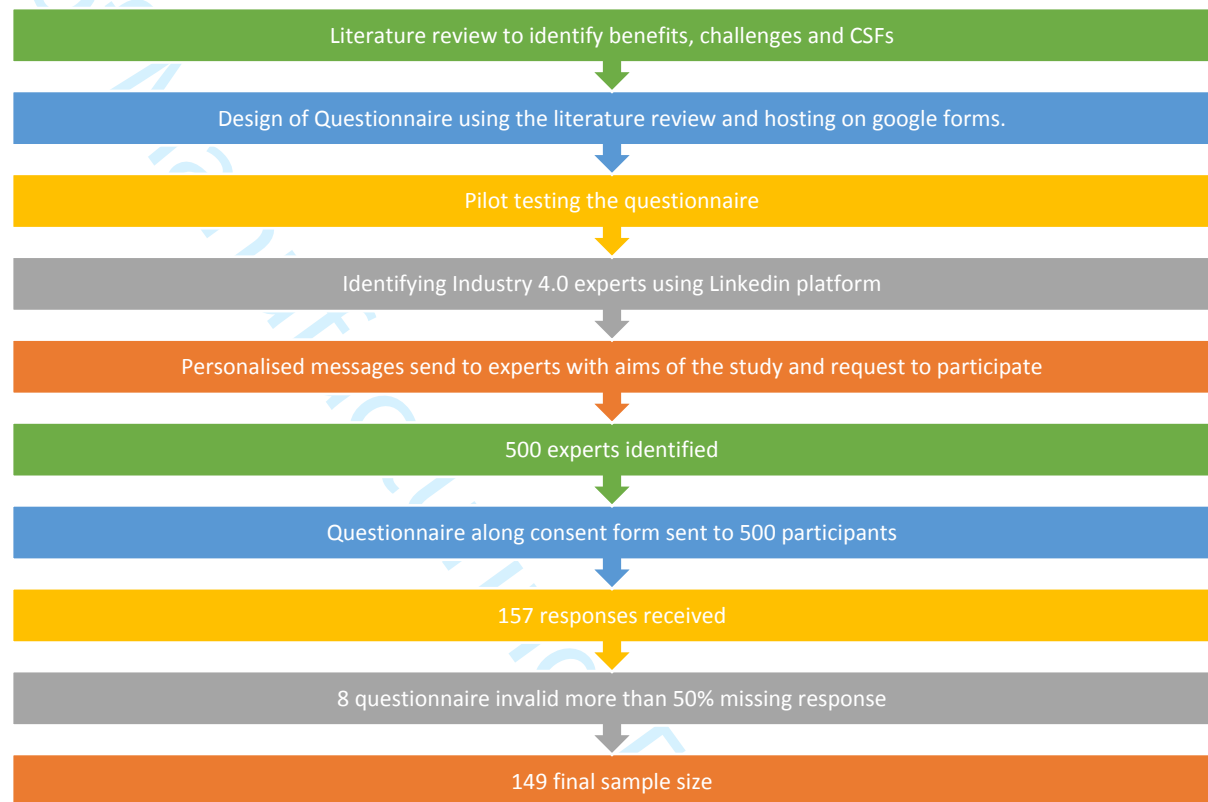 Literature review to identify benefits, challenges and CSFs
Design of Questionnaire using the literature review and hosting on google forms.
Pilot testing the questionnaire
Identifying Industry 4.0 experts using Linkedin platform
Personalised messages send to experts with aims of the study and request to participate
500 experts identified
Questionnaire along consent form sent to 500 participants
157 responses received
8 questionnaire invalid more than 50% missing response
149 final sample size